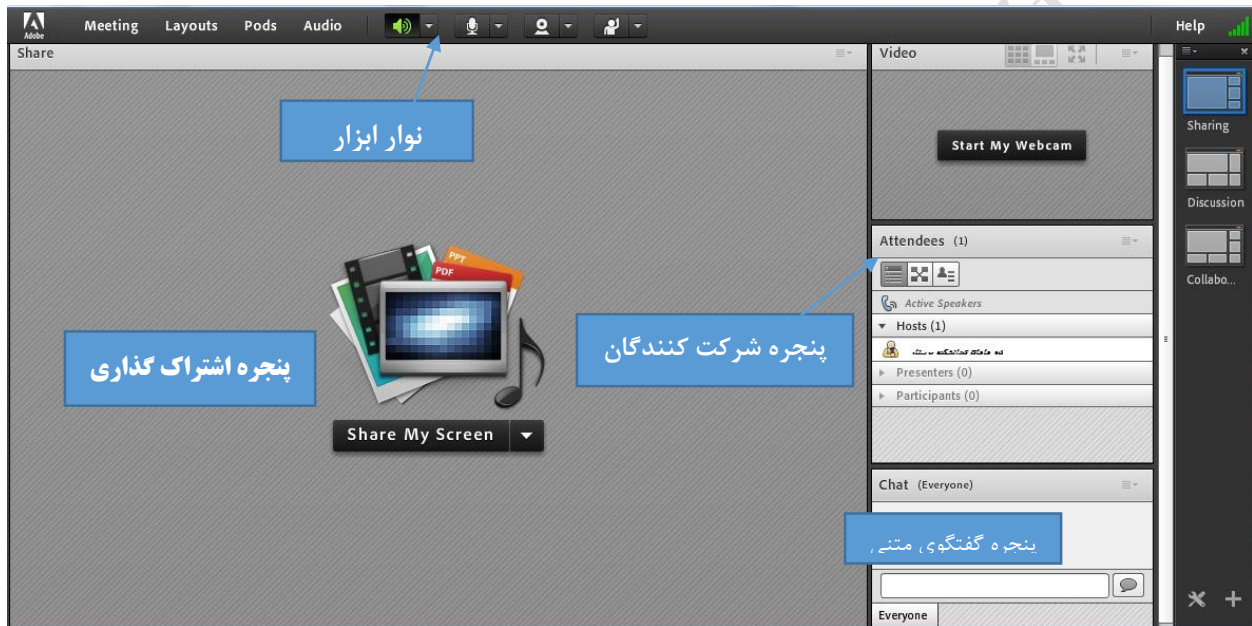 Adobe
Meeting Layouts Pods Audio Help
Share
نوار ابزار
PPT
PDF
پنجره اشتراک گذاری
Share My Screen
Video
Start My Webcam
Attendees (1)
Active Speakers
Hosts (1)
پنجره شرکت کنندگان
Presenters (0)
Participants (0)
Chat (Everyone)
پنجره گفتگوی متنی
Everyone
Sharing
Discussion
Collabo...